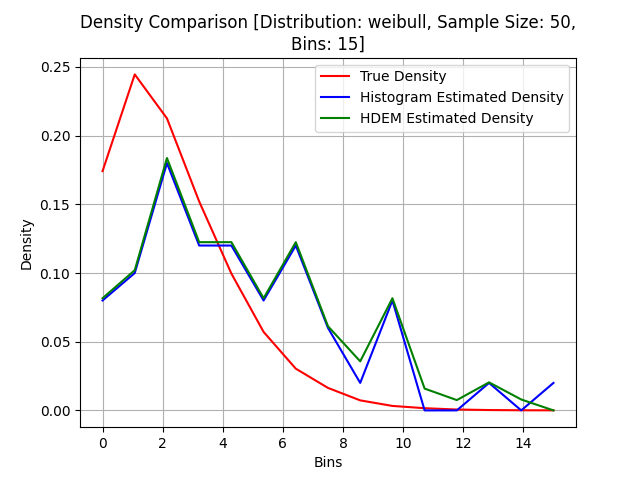 Density Comparison [Distribution: weibull, Sample Size: 50,
Bins: 15]
True Density
Histogram Estimated Density
HDEM Estimated Density
Density
0.25
0.20
0.15
0.10
0.05
0.00
0 2 4 6 8 10 12 14
Bins